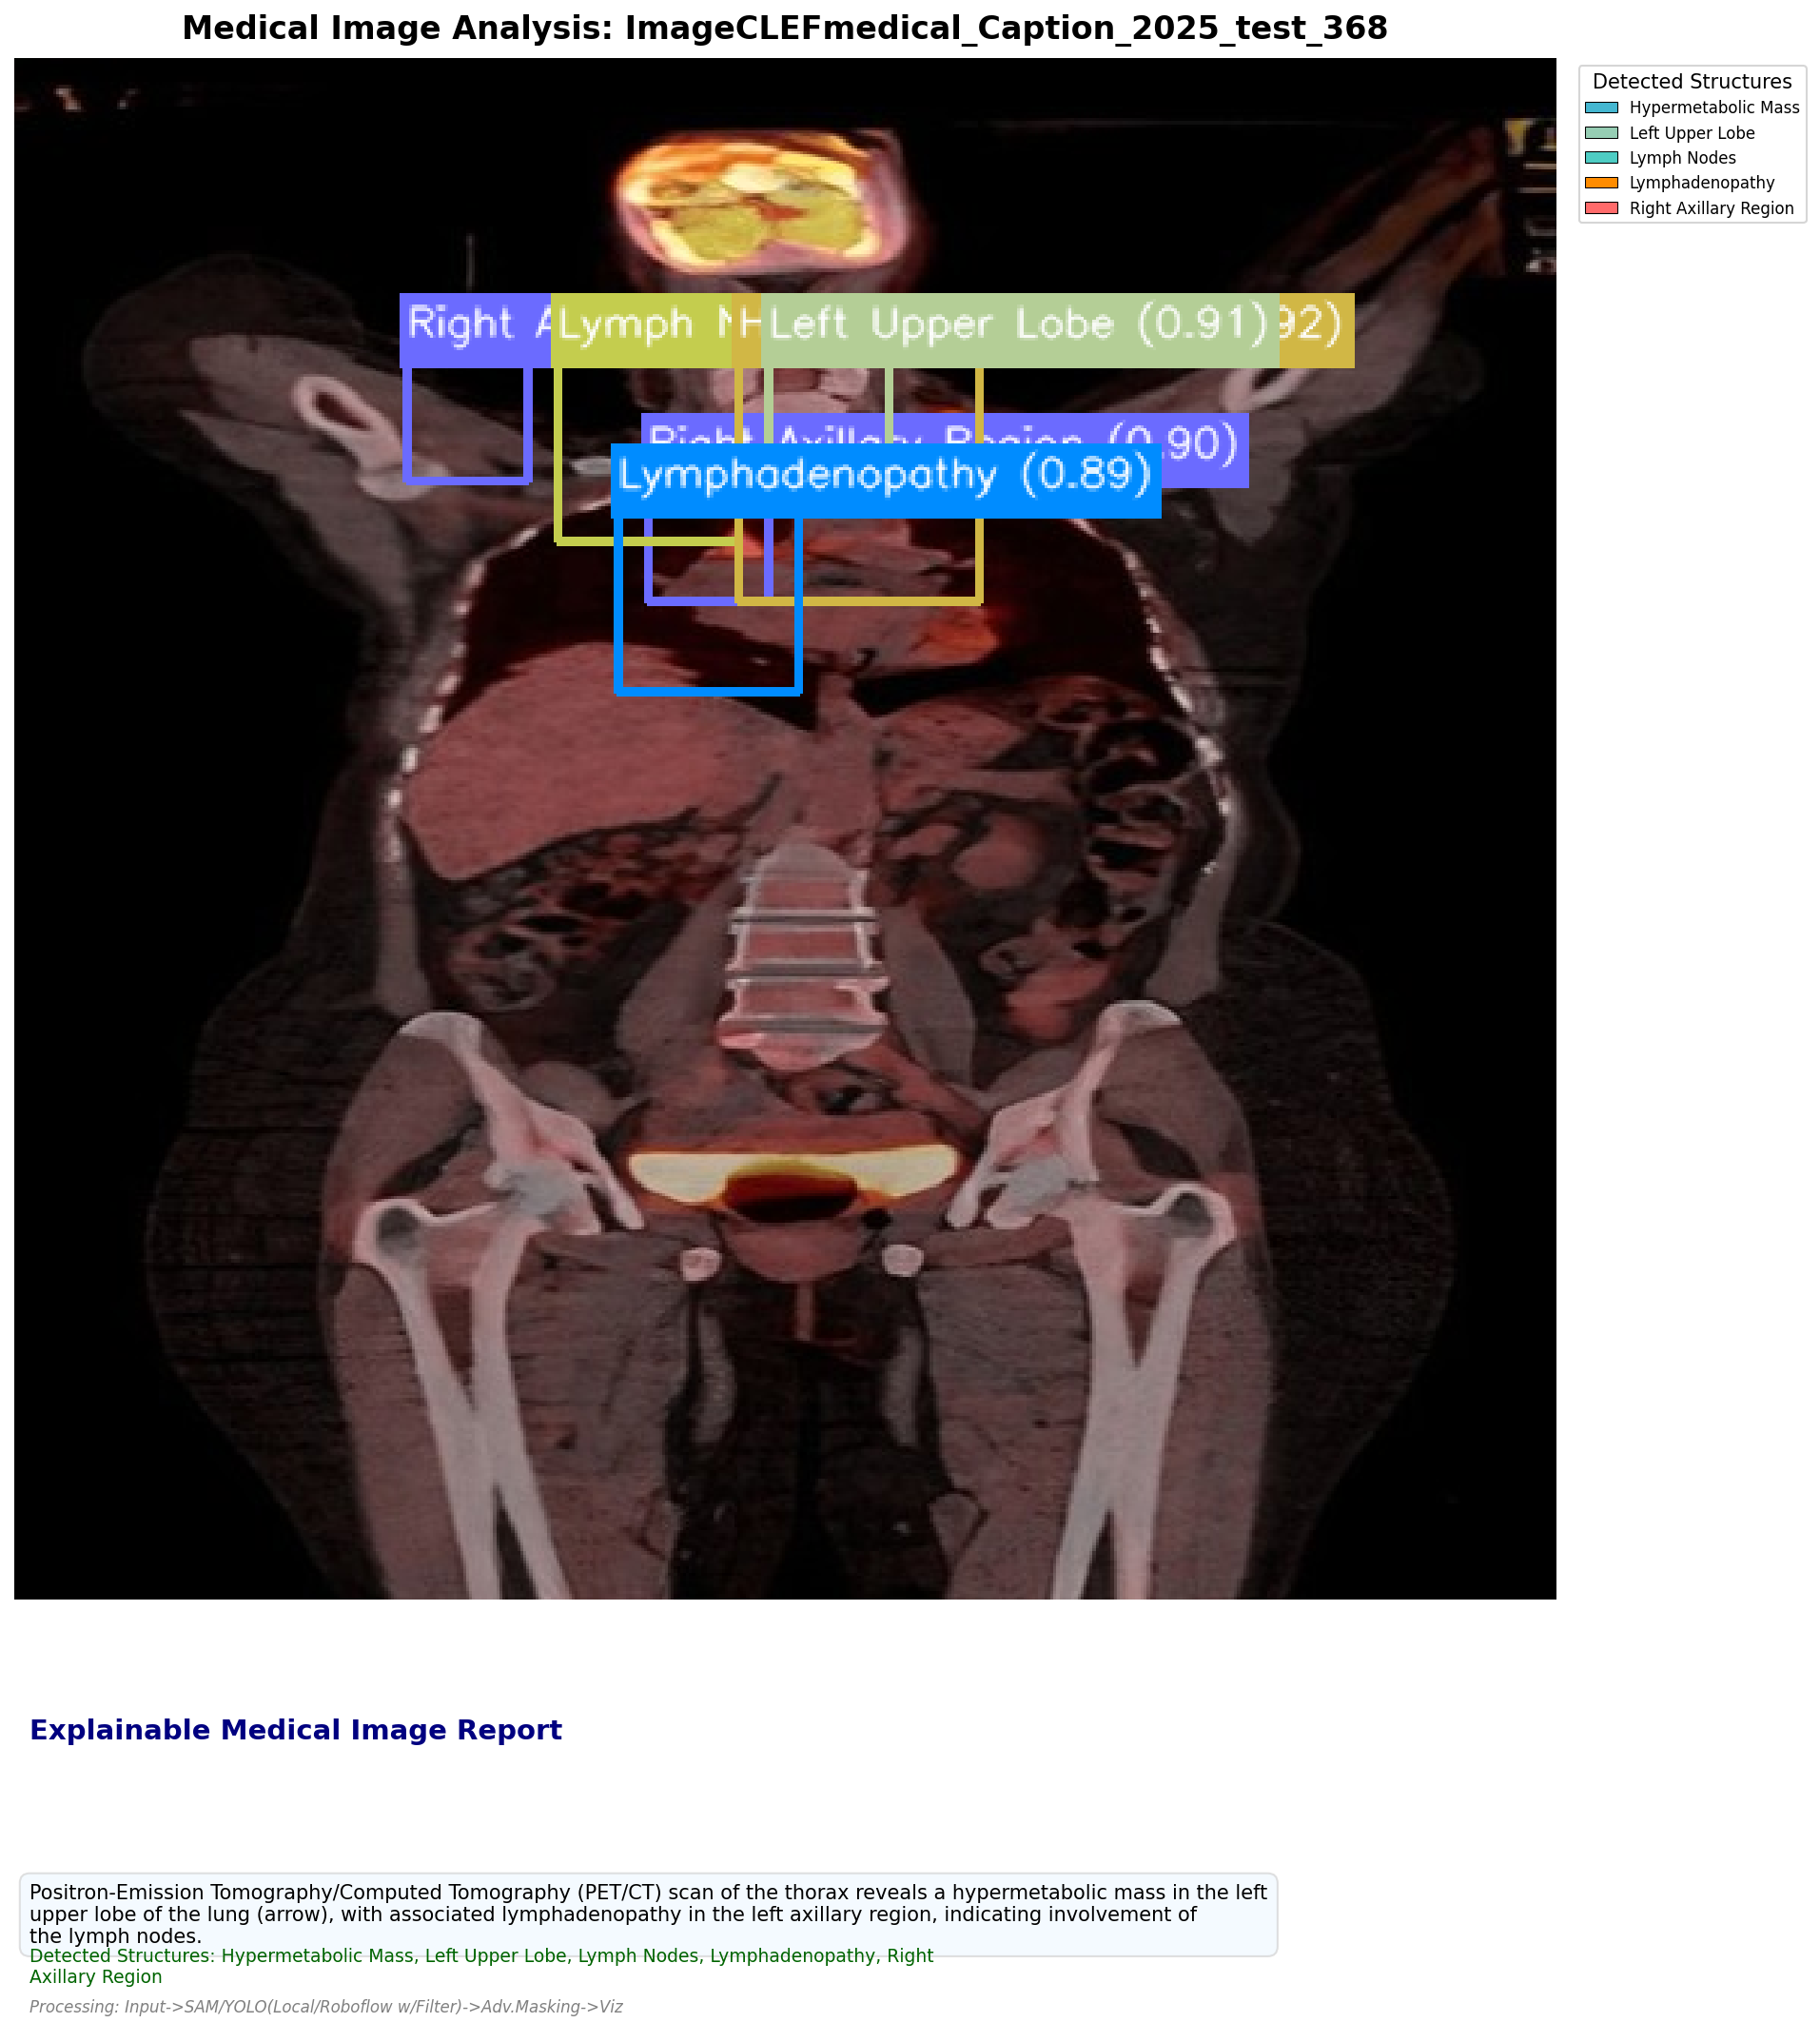 Medical Image Analysis: ImageCLEFmedical_Caption_2025_test_368
Detected Structures
Hypermetabolic Mass
Left Upper Lobe
Lymph Nodes
Lymphadenopathy
Right Axillary Region
Right A
Lymph N
H
Left Upper Lobe (0.91)
92)
Right Axillary Region (0.90)
Lymphadenopathy (0.89)
Explainable Medical Image Report
Positron-Emission Tomography/Computed Tomography (PET/CT) scan of the thorax reveals a hypermetabolic mass in the left
upper lobe of the lung (arrow), with associated lymphadenopathy in the left axillary region, indicating involvement of
the lymph nodes.
Detected Structures: Hypermetabolic Mass, Left Upper Lobe, Lymph Nodes, Lymphadenopathy, Right
Axillary Region
Processing: Input->SAM/YOLO(Local/Roboflow w/Filter)->Adv.Masking->Viz